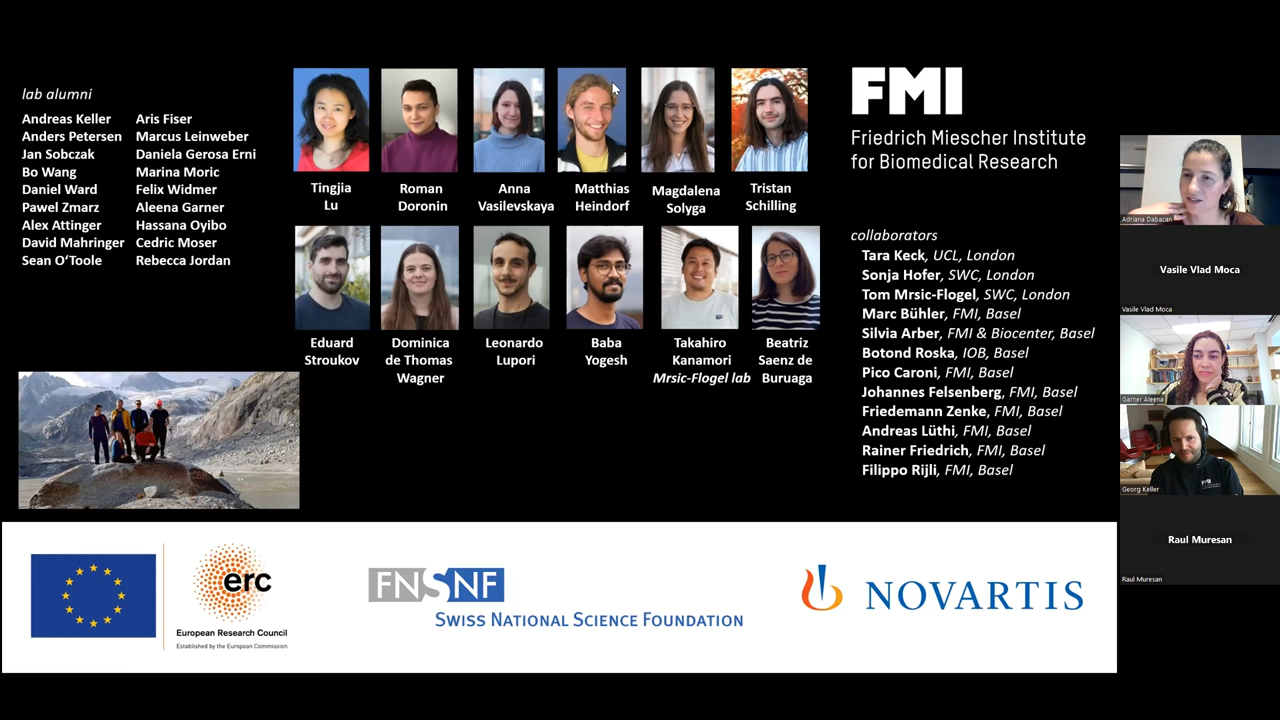 lab alumni
Andreas Keller
Anders Petersen
Jan Sobczak
Bo Wang
Daniel Ward
Pawel Zmarz
Alex Attinger
David Mahringer
Sean O‘Toole
Aris Fiser
Marcus Leinweber
Daniela Gerosa Erni
Marina Moric
Felix Widmer
Aleena Garner
Hassana Oyibo
Cedric Moser
Rebecca Jordan
Tingjia
Lu
Roman
Doronin
Anna
Vasilevskaya
Matthias
Heindorf
Magdalena
Solyga
Tristan
Schilling
Eduard
Stroukov
Dominica
de Thomas
Wagner
Leonardo
Lupori
Baba
Yogesh
Takahiro
Kanamori
Mrsic-Flogel lab
Beatriz
Saenz de
Buruaga
FMI
Friedrich Miescher Institute
for Biomedical Research
collaborators
Tara Keck, UCL, London
Sonja Hofer, SWC, London
Tom Mrsic-Flogel, SWC, London
Marc Bühler, FMI, Basel
Silvia Arber, FMI & Biocenter, Basel
Botond Roska, IOB, Basel
Pico Caroni, FMI, Basel
Johannes Felsenberg, FMI, Basel
Friedemann Zenke, FMI, Basel
Andreas Lüthi, FMI, Basel
Rainer Friedrich, FMI, Basel
Filippo Rijli, FMI, Basel
erc
European Research Council
Established by the European Commission
FNSNF
SWISS NATIONAL SCIENCE FOUNDATION
NOVARTIS
Adriana Dabacan
Vasile Vlad Moca
Vasile Vlad Moca
Garner Aleena
Georg Keller
Raul Muresan
Raul Muresan